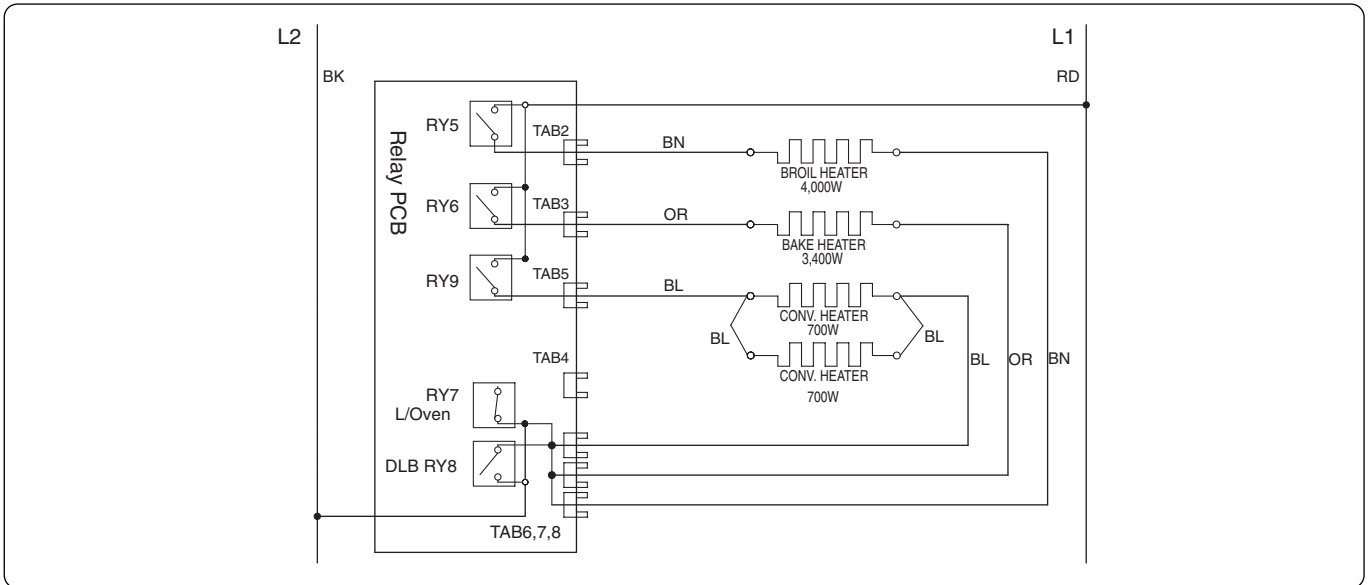 L2
L1
BK
RD
RY5
TAB2
BN
BROIL HEATER
4,000W
Relay PCB
RY6
TAB3
OR
BAKE HEATER
3,400W
RY9
TAB5
BL
CONV. HEATER
700W
BL
BL
CONV. HEATER
700W
BL
OR
BN
TAB4
RY7
L/Oven
DLB RY8
TAB6,7,8